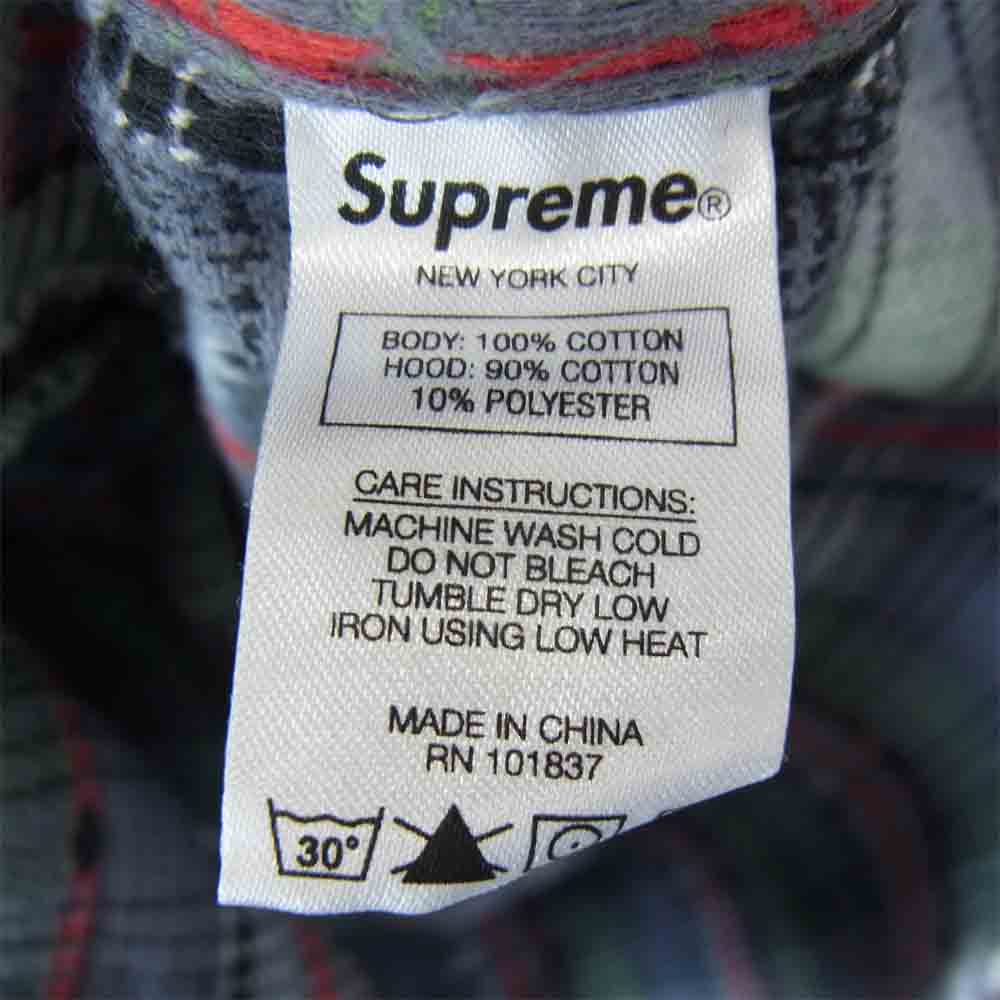 Supreme®
NEW YORK CITY
BODY: 100% COTTON
HOOD: 90% COTTON
10% POLYESTER
CARE INSTRUCTIONS:
MACHINE WASH COLD
DO NOT BLEACH
TUMBLE DRY LOW
IRON USING LOW HEAT
MADE IN CHINA
RN 101837
30°